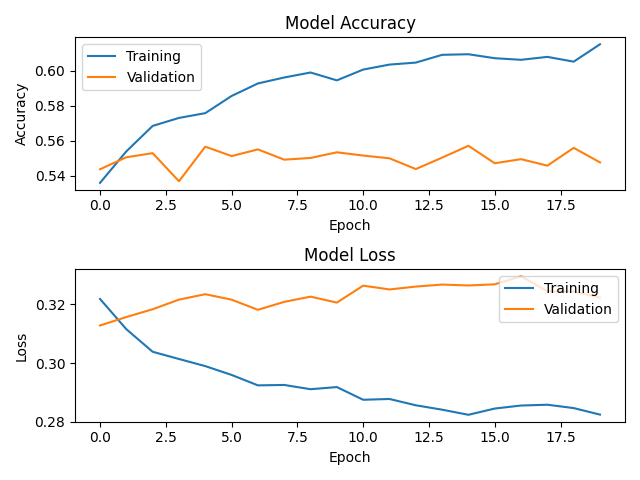 Model Accuracy
Training
Validation
0.60
0.58
0.56
0.54
Accuracy
0.0 2.5 5.0 7.5 10.0 12.5 15.0 17.5
Epoch
Model Loss
Training
Validation
0.32
0.30
0.28
Loss
0.0 2.5 5.0 7.5 10.0 12.5 15.0 17.5
Epoch